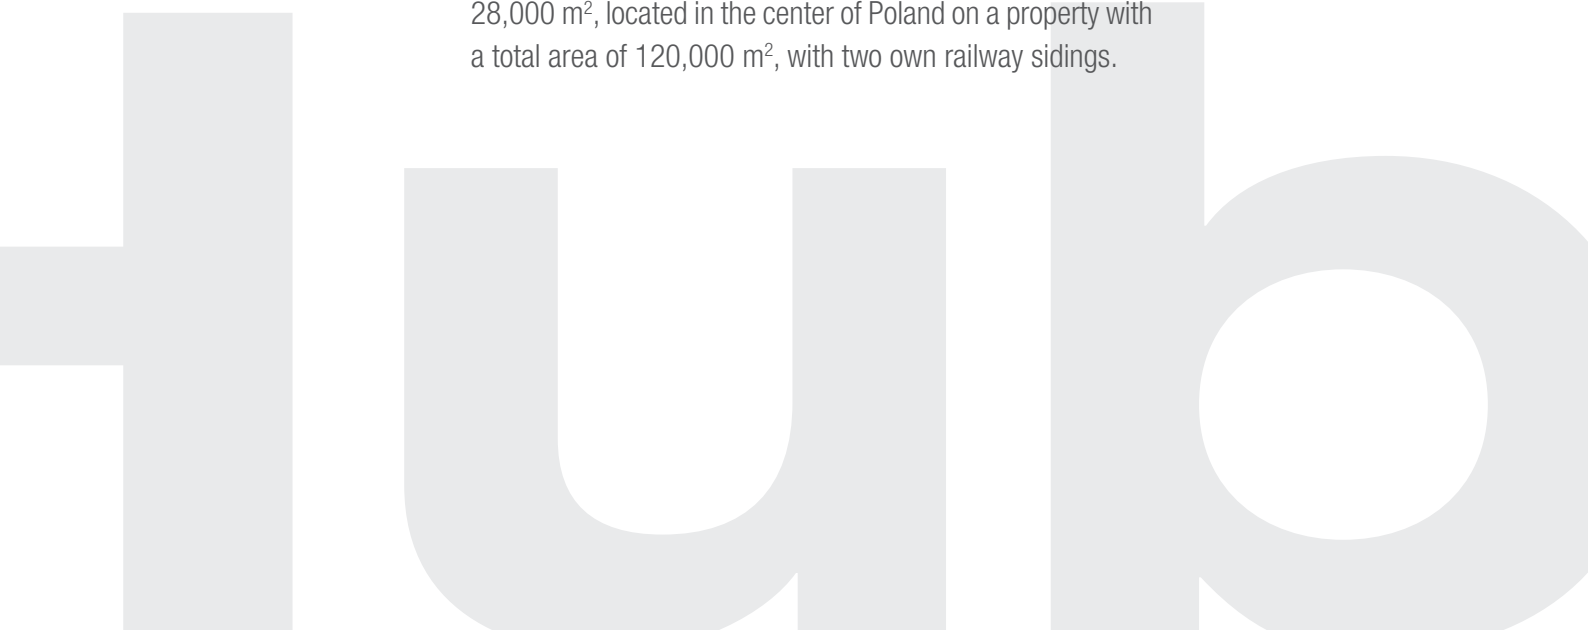 28,000 m², located in the center of Poland on a property with
a total area of 120,000 m², with two own railway sidings.
Hub